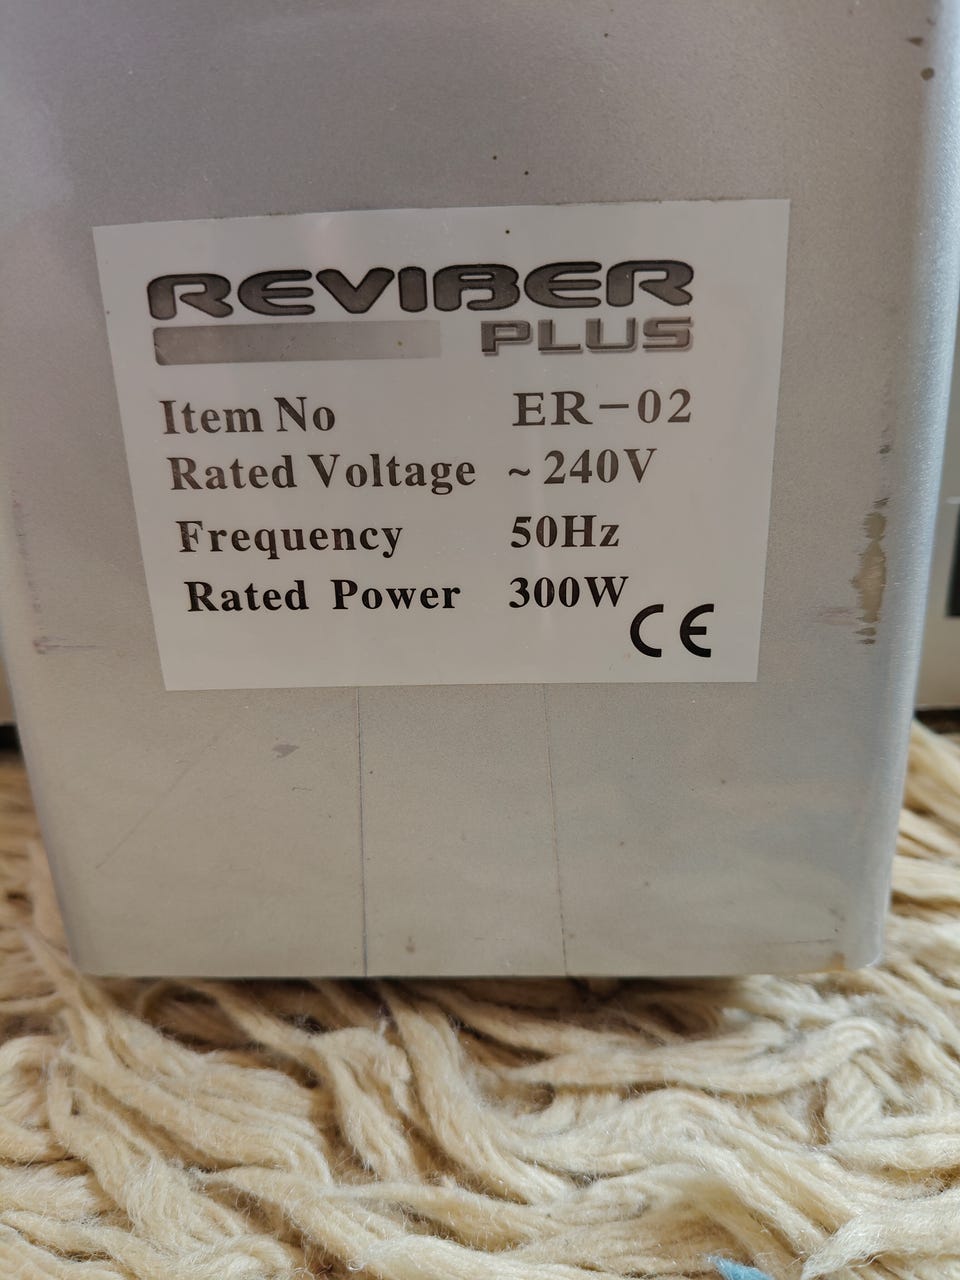 REVIBER
PLUS
Item No ER-02
Rated Voltage ~240V
Frequency 50Hz
Rated Power 300W
CE